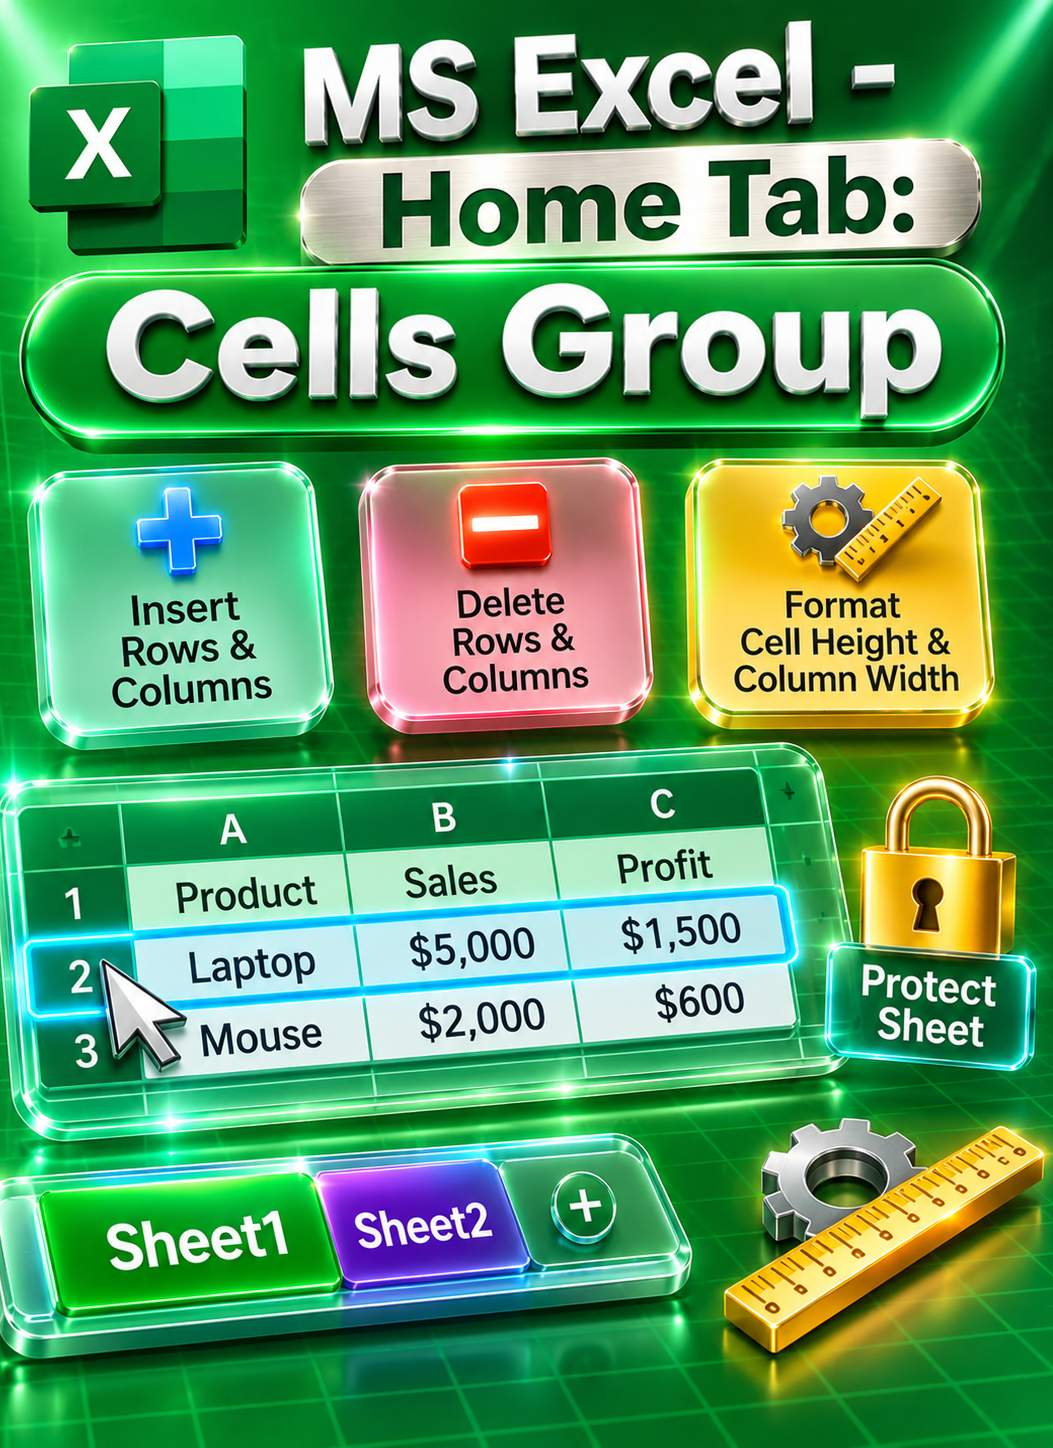 X
MS Excel -
Home Tab:
Cells Group
Insert
Rows &
Columns
Delete
Rows &
Columns
Format
Cell Height &
Column Width
A B C
1 Product Sales Profit
2 Laptop $5,000 $1,500
3 Mouse $2,000 $600
Protect
Sheet
Sheet1 Sheet2 +